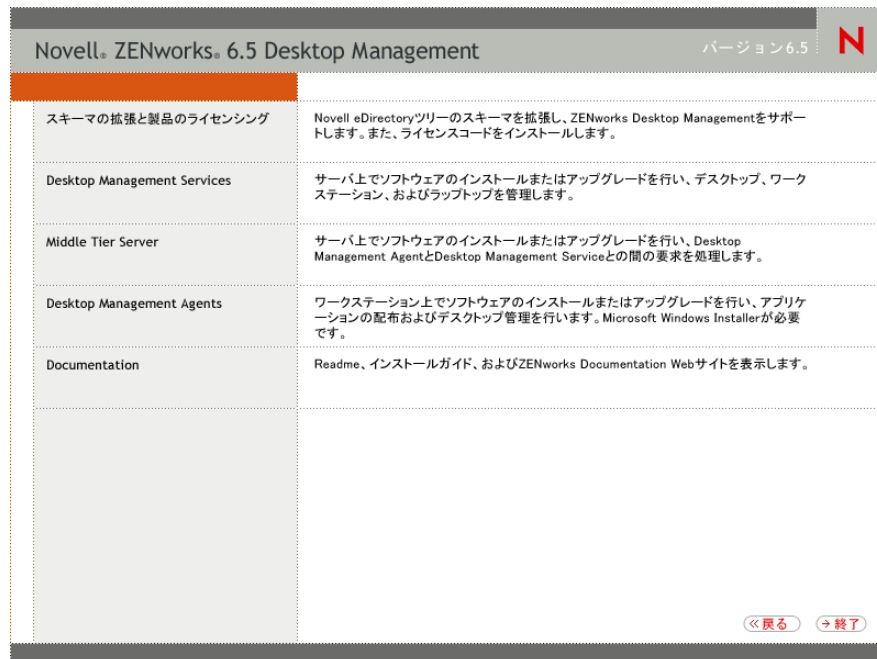 Novell® ZENworks® 6.5 Desktop Management
バージョン6.5
N
スキーマの拡張と製品のライセンシング
Novell eDirectoryツリーのスキーマを拡張し、ZENworks Desktop Managementをサポー
トします。また、ライセンスコードをインストールします。
Desktop Management Services
サーバ上でソフトウェアのインストールまたはアップグレードを行い、デスクトップ、ワーク
ステーション、およびラップトップを管理します。
Middle Tier Server
サーバ上でソフトウェアのインストールまたはアップグレードを行い、Desktop
Management AgentとDesktop Management Serviceとの間の要求を処理します。
Desktop Management Agents
ワークステーション上でソフトウェアのインストールまたはアップグレードを行い、アプリケ
ーションの配布およびデスクトップ管理を行います。Microsoft Windows Installerが必要
です。
Documentation
Readme、インストールガイド、およびZENworks Documentation Webサイトを表示します。
≪戻る
→終了